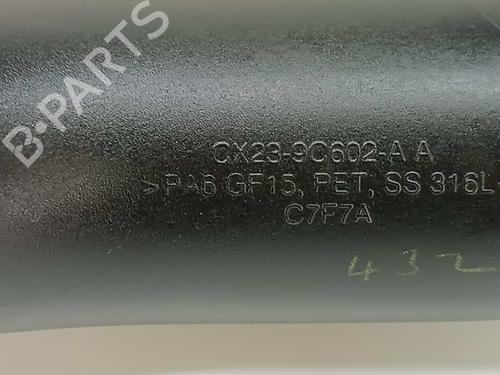 B-PARTS
CX23-9C602-A A
>PA6 GF15, PET, SS 316L
C7F7A
432